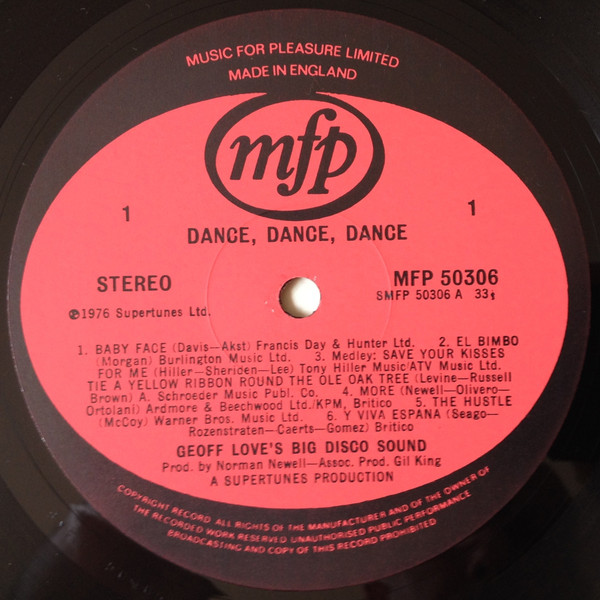 MUSIC FOR PLEASURE LIMITED
MADE IN ENGLAND
mfp
1 1
DANCE, DANCE, DANCE
STEREO MFP 50306
SMFP 50306 A 33⅓
℗1976 Supertunes Ltd.
1. BABY FACE (Davis—Akst) Francis Day & Hunter Ltd. 2. EL BIMBO
(Morgan) Burlington Music Ltd. 3. Medley: SAVE YOUR KISSES
FOR ME (Hiller—Sheriden—Lee) Tony Hiller Music/ATV Music Ltd.
TIE A YELLOW RIBBON ROUND THE OLE OAK TREE (Levine—Russell
Brown) A. Schroeder Music Publ. Co. 4. MORE (Newell—Olivero—
Ortolani) Ardmore & Beechwood Ltd./KPM, Britico 5. THE HUSTLE
(McCoy) Warner Bros. Music Ltd. 6. Y VIVA ESPANA (Seago—
Rozenstraten—Caerts—Gomez) Britico
GEOFF LOVE'S BIG DISCO SOUND
Prod. by Norman Newell—Assoc. Prod. Gil King
A SUPERTUNES PRODUCTION
COPYRIGHT RECORD. ALL RIGHTS OF THE MANUFACTURER AND OF THE OWNER OF
THE RECORDED WORK RESERVED UNAUTHORISED PUBLIC PERFORMANCE
BROADCASTING AND COPY OF THIS RECORD PROHIBITED